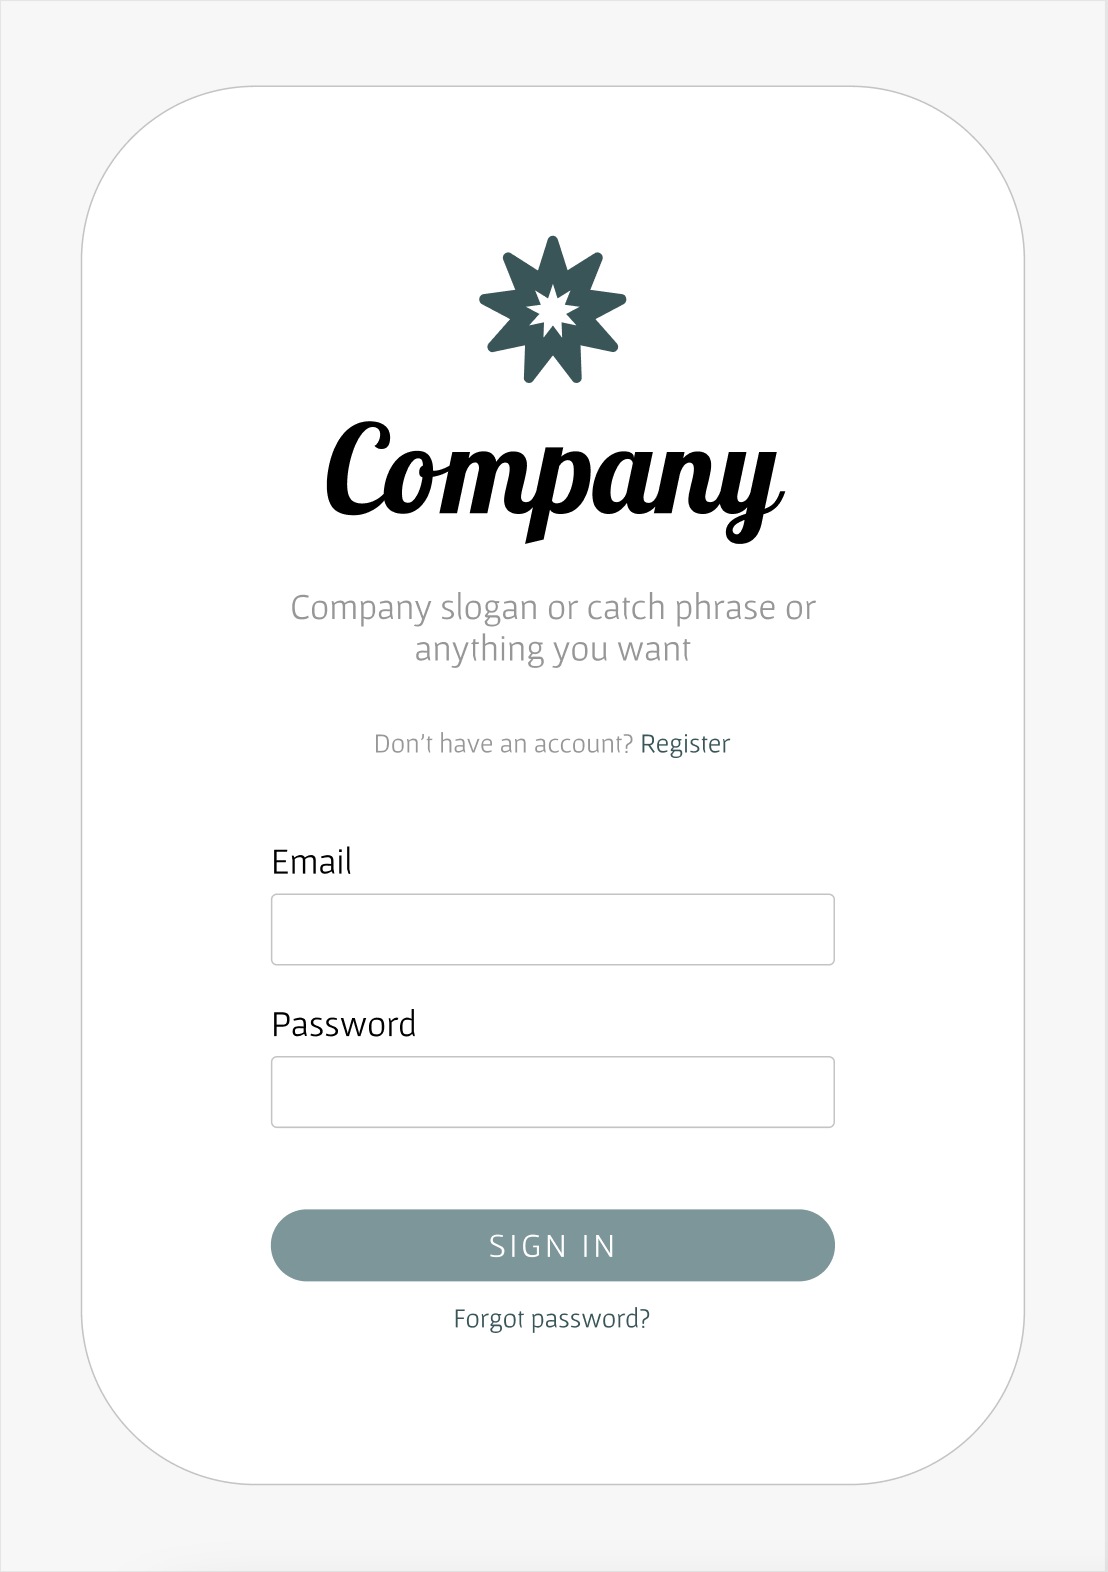 Company
Company slogan or catch phrase or
anything you want
Don’t have an account? Register
Email
Password
SIGN IN
Forgot password?